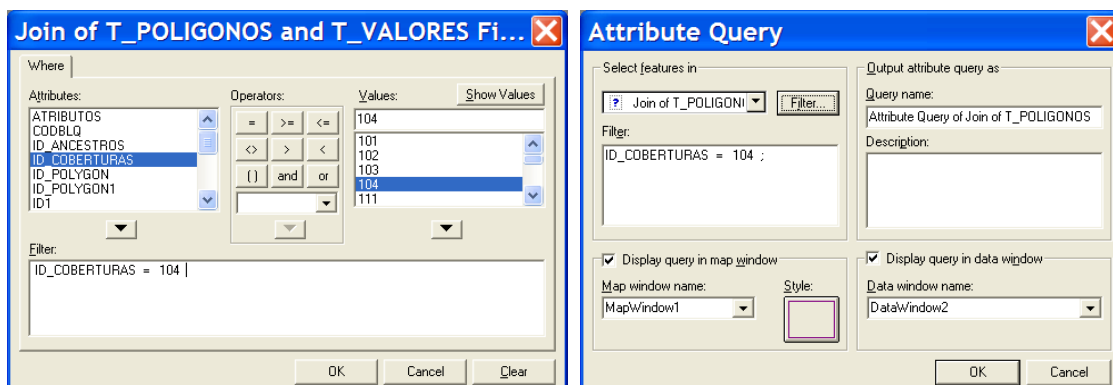 Join of T_POLIGONOS and T_VALORES Fi...
Where
Attributes:
ATRIBUTOS
CODBLQ
ID_ANCESTROS
ID_COBERTURAS
ID_POLYGON
ID_POLYGON1
ID1
Operators:
= >= <=
<> > <
() and or
Values:
Show Values
104
101
102
103
104
111
Filter:
ID_COBERTURAS = 104
OK Cancel Clear
Attribute Query
Select features in
? Join of T_POLIGONI
Filter...
Filter:
ID_COBERTURAS = 104 ;
Display query in map window
Map window name:
MapWindow1
Style:
Output attribute query as
Query name:
Attribute Query of Join of T_POLIGONOS
Description:
Display query in data window
Data window name:
DataWindow2
OK Cancel